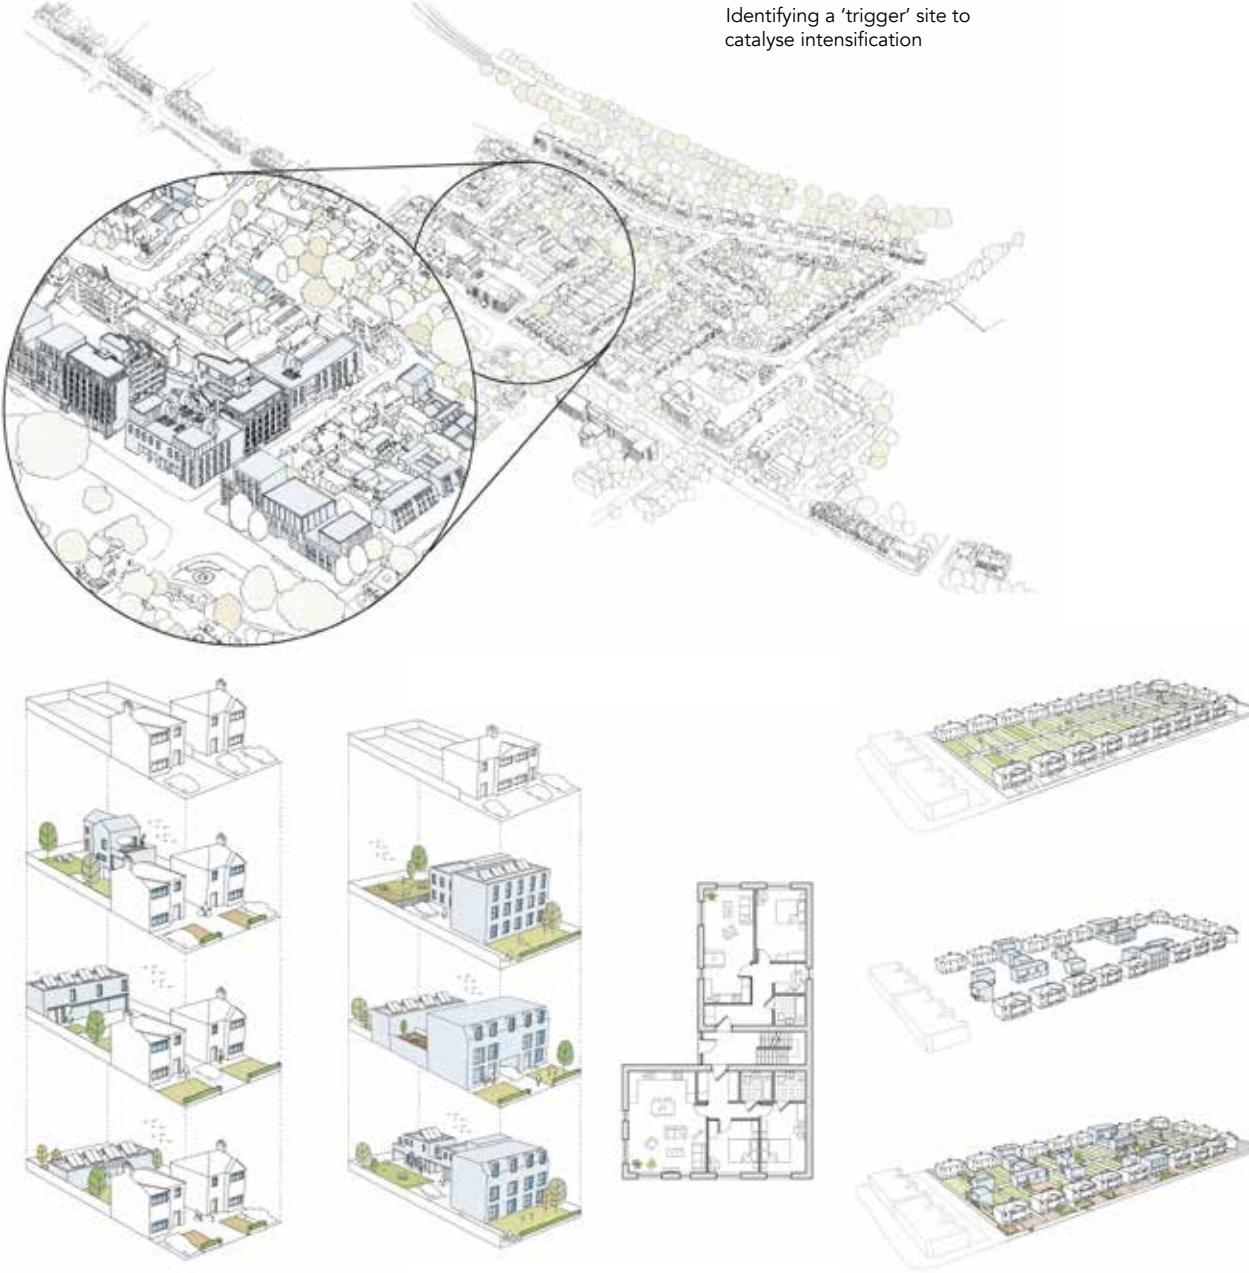 Identifying a ‘trigger’ site to
catalyse intensification